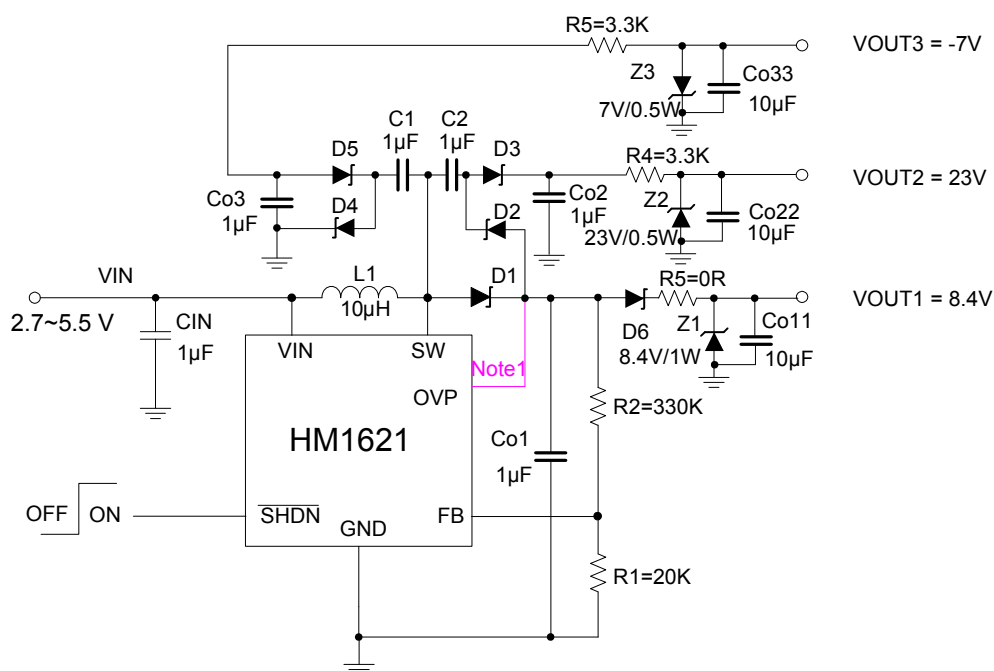 R5=3.3K
VOUT3 = -7V
Z3
Co33
7V/0.5W
10µF
C1
C2
1µF
1µF
D5
D3
R4=3.3K
VOUT2 = 23V
Co3
1µF
D4
D2
Co2
1µF
Z2
Co22
23V/0.5W
10µF
VIN
L1
D1
R5=0R
VOUT1 = 8.4V
2.7~5.5 V
10µH
CIN
1µF
VIN
SW
D6
Z1
Co11
8.4V/1W
10µF
Note1
OVP
R2=330K
HM1621
Co1
1µF
OFF
ON
SHDN
FB
GND
R1=20K